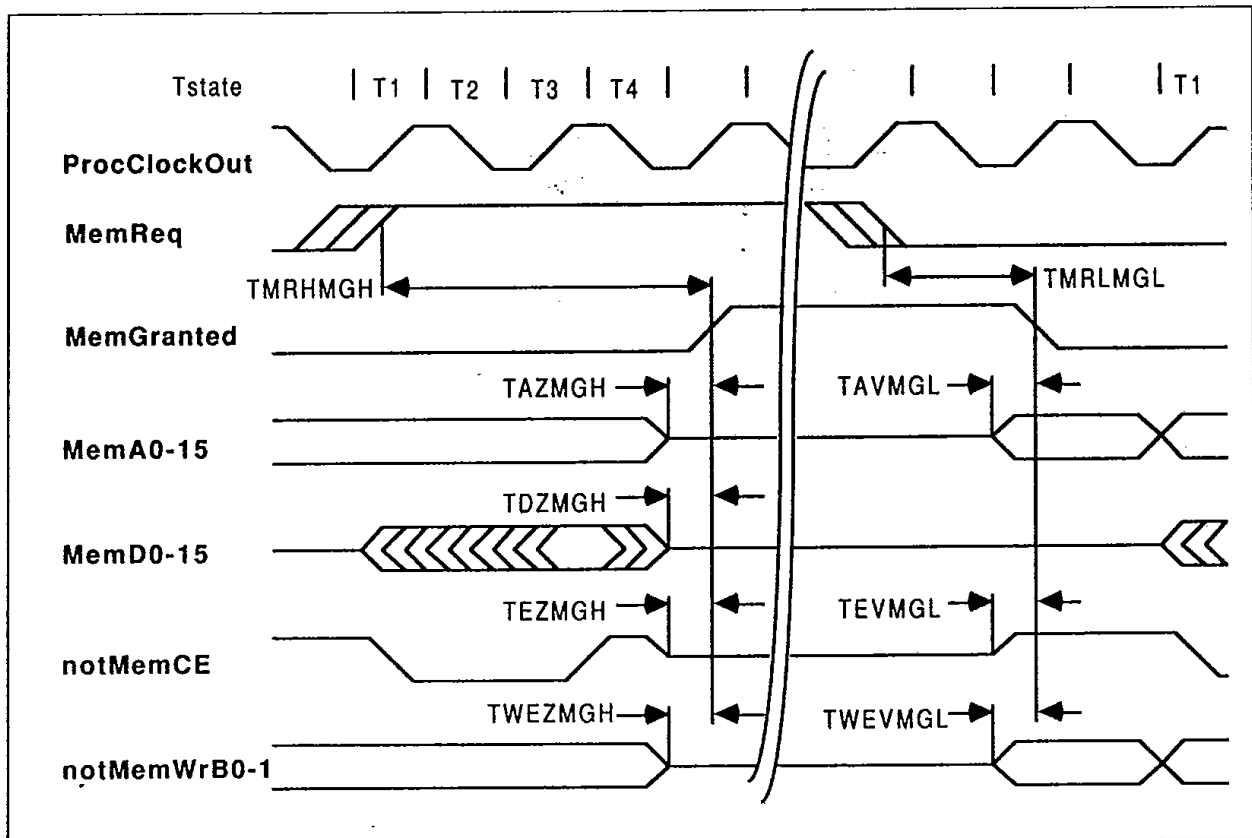 Tstate | T1 | T2 | T3 | T4 | | | | | | T1
ProcClockOut
MemReq
TMRHMGH TMRLMGL
MemGranted
TAZMGH TAVMGL
MemA0-15
TDZMGH
MemD0-15
TEZMGH TEVMGL
notMemCE
TWEZMGH TWEVMGL
notMemWrB0-1